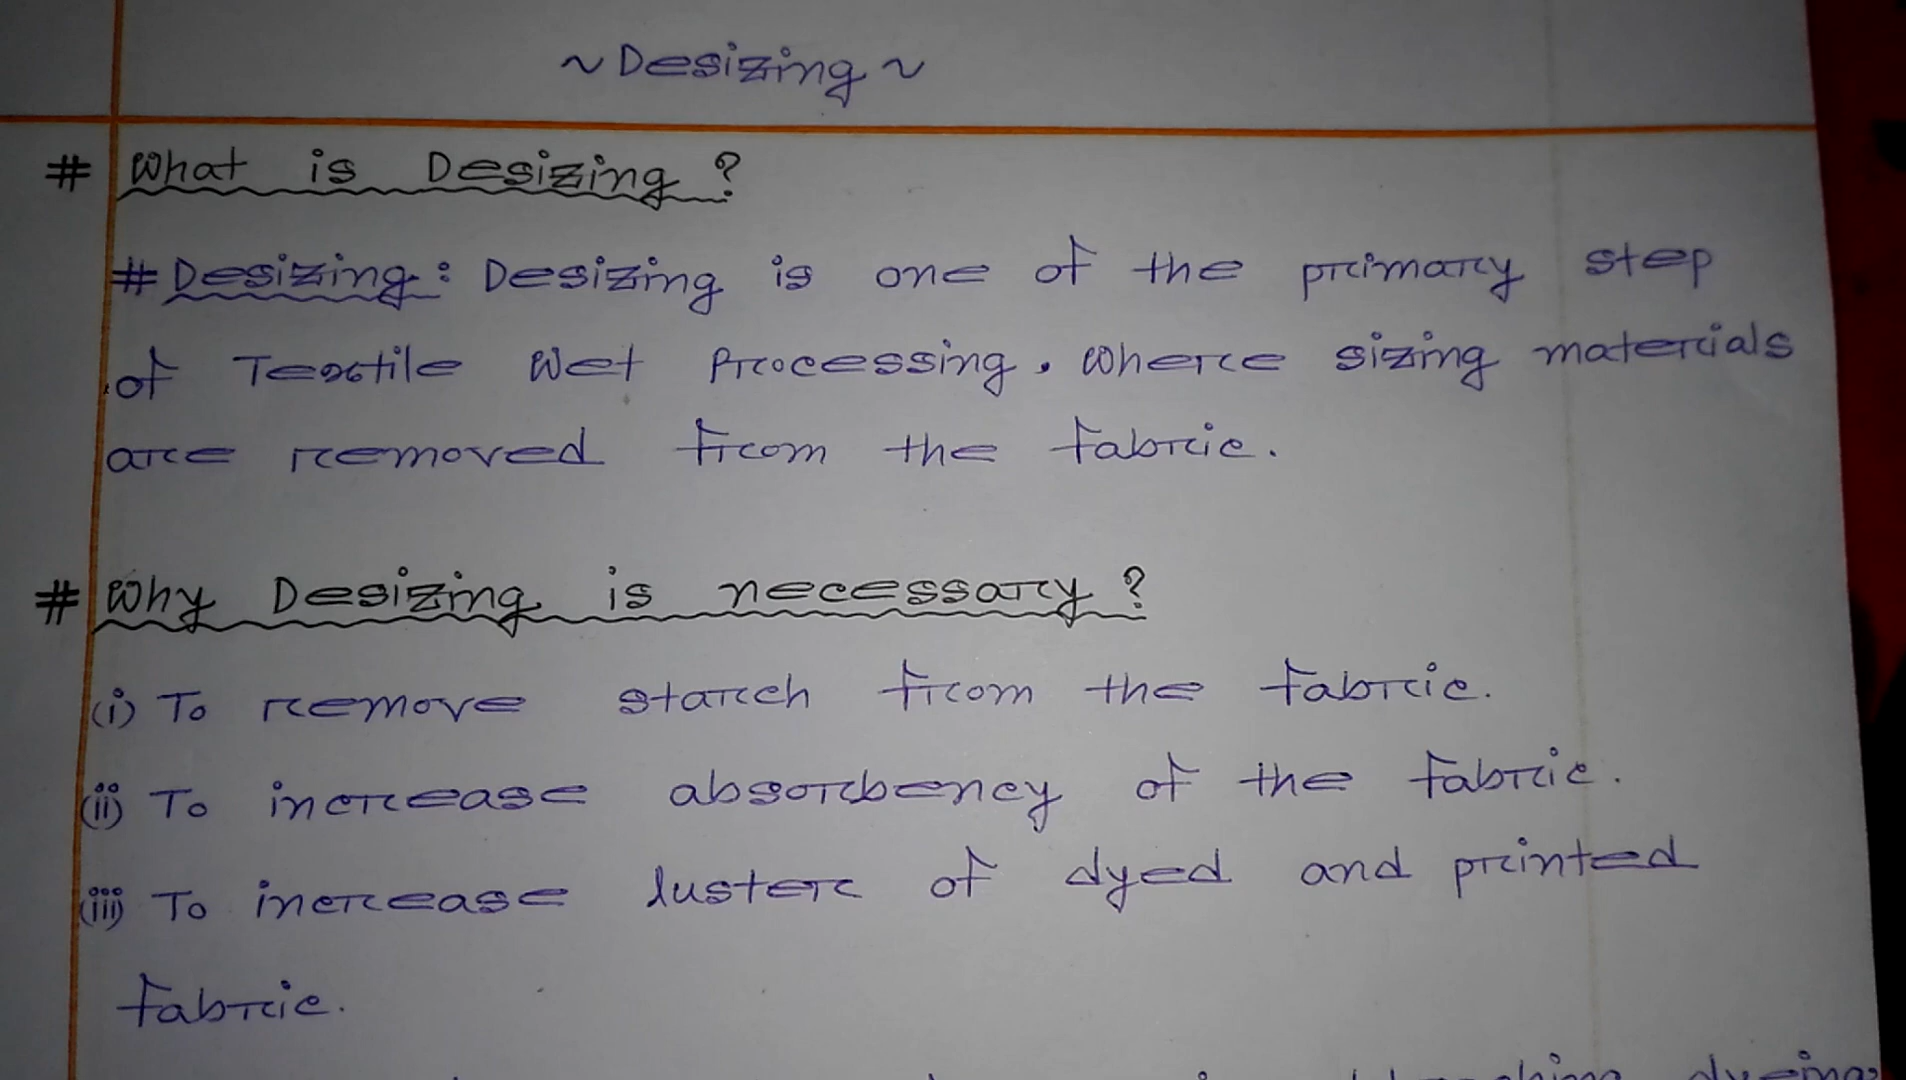 ~ Desizing ~
# What is Desizing ?
# Desizing : Desizing is one of the primary step
of Textile Wet Processing. Where sizing materials
are removed from the fabric.
# Why Desizing is necessary ?
(i) To remove starch from the fabric.
(ii) To increase absorbency of the fabric.
(iii) To increase luster of dyed and printed
fabric.